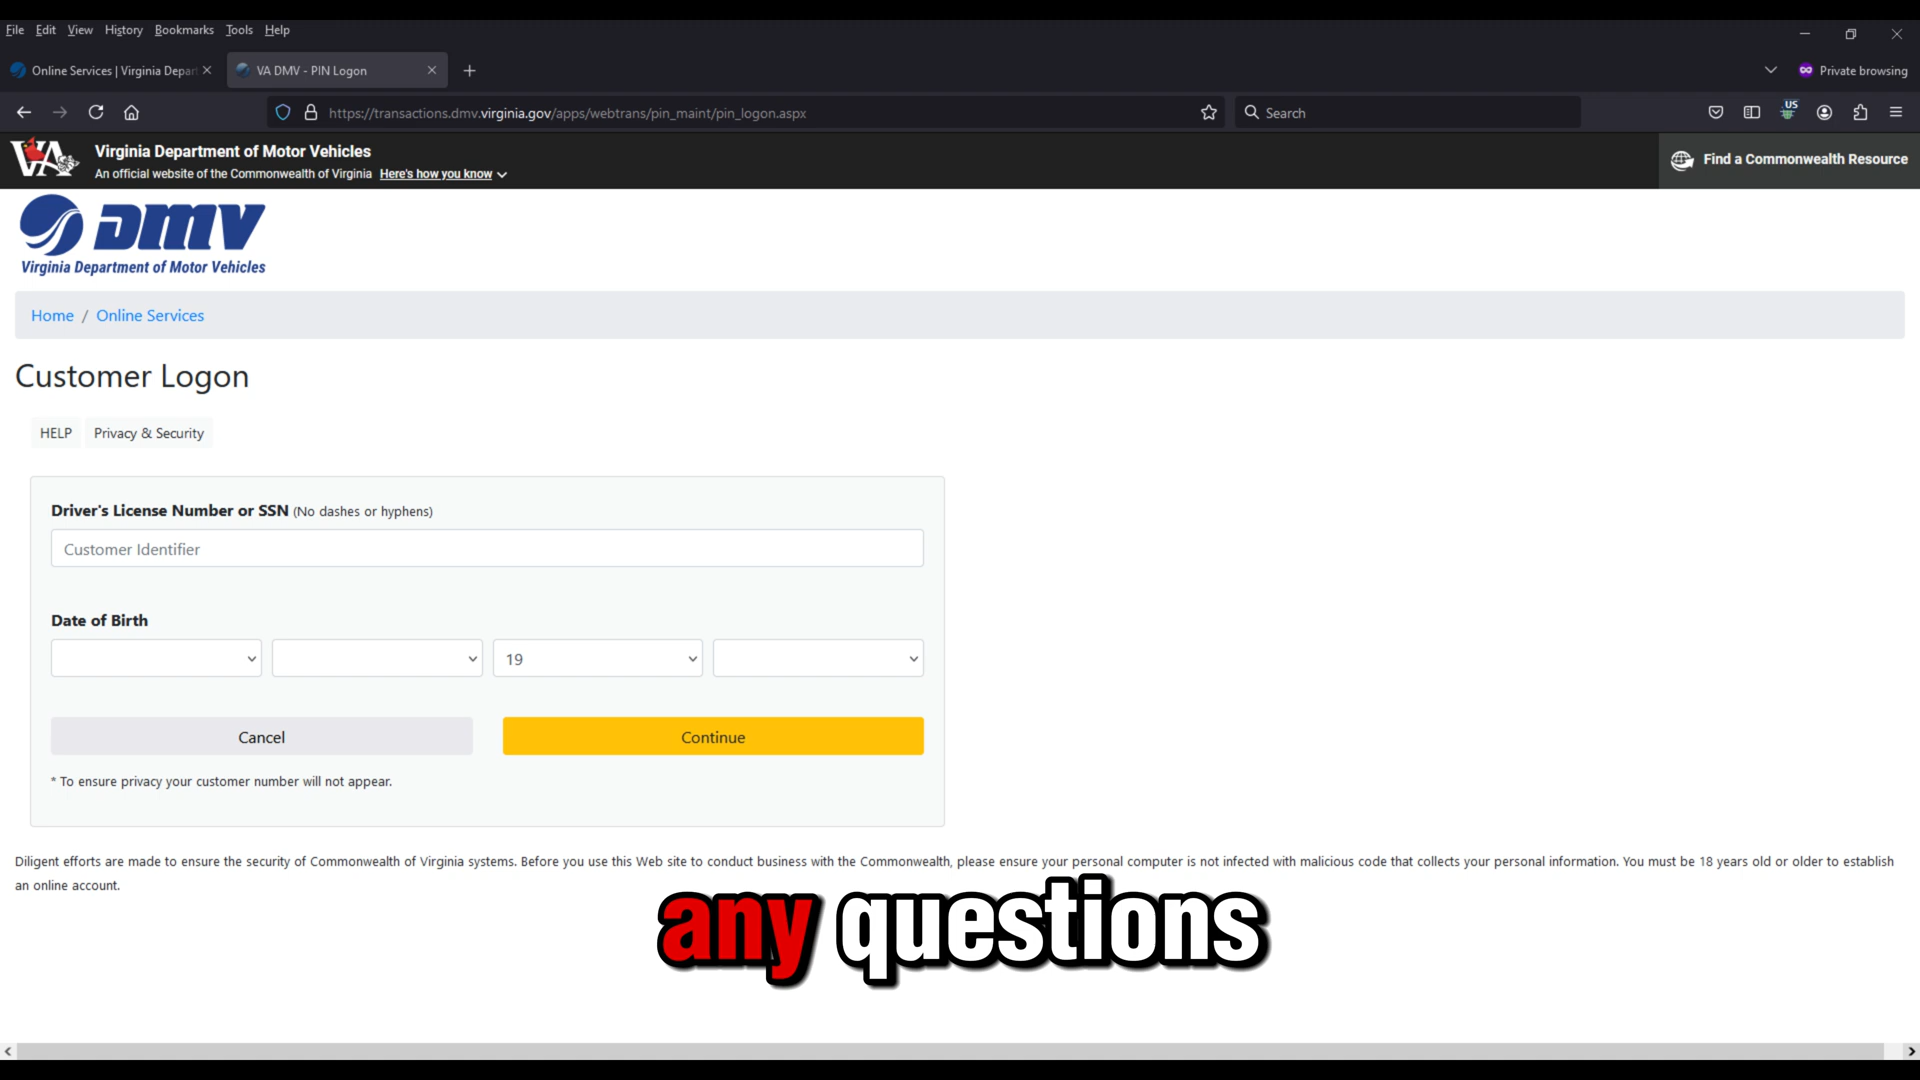 File Edit View History Bookmarks Tools Help
Online Services | Virginia Depar
VA DMV - PIN Logon
Private browsing
https://transactions.dmv.virginia.gov/apps/webtrans/pin_maint/pin_logon.aspx
Search
US
VA
Virginia Department of Motor Vehicles
An official website of the Commonwealth of Virginia Here's how you know
Find a Commonwealth Resource
DMV
Virginia Department of Motor Vehicles
Home / Online Services
Customer Logon
HELP Privacy & Security
Driver's License Number or SSN (No dashes or hyphens)
Customer Identifier
Date of Birth
19
Cancel
Continue
* To ensure privacy your customer number will not appear.
Diligent efforts are made to ensure the security of Commonwealth of Virginia systems. Before you use this Web site to conduct business with the Commonwealth, please ensure your personal computer is not infected with malicious code that collects your personal information. You must be 18 years old or older to establish
an online account.
any questions